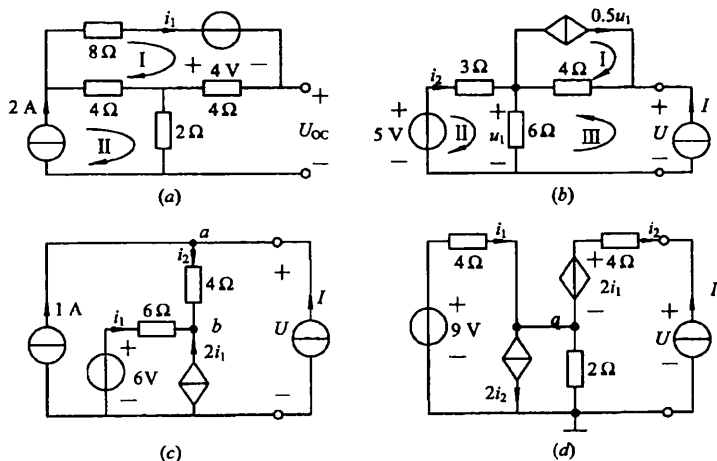 i₁
8 Ω
I
+ 4 V −
4 Ω
4 Ω
2 A
II
2 Ω
+
U_OC
−
(a)
0.5u₁
I
i₂
3 Ω
4 Ω
+
5 V
−
II
+
u₁
−
6 Ω
III
+
U
−
I
(b)
a
i₂
4 Ω
+
1 A
i₁
6 Ω
b
+
6V
−
2i₁
U
I
−
(c)
i₁
4 Ω
i₂
4 Ω
+
2i₁
−
I
+
9 V
−
a
+
U
−
2 Ω
2i₂
(d)